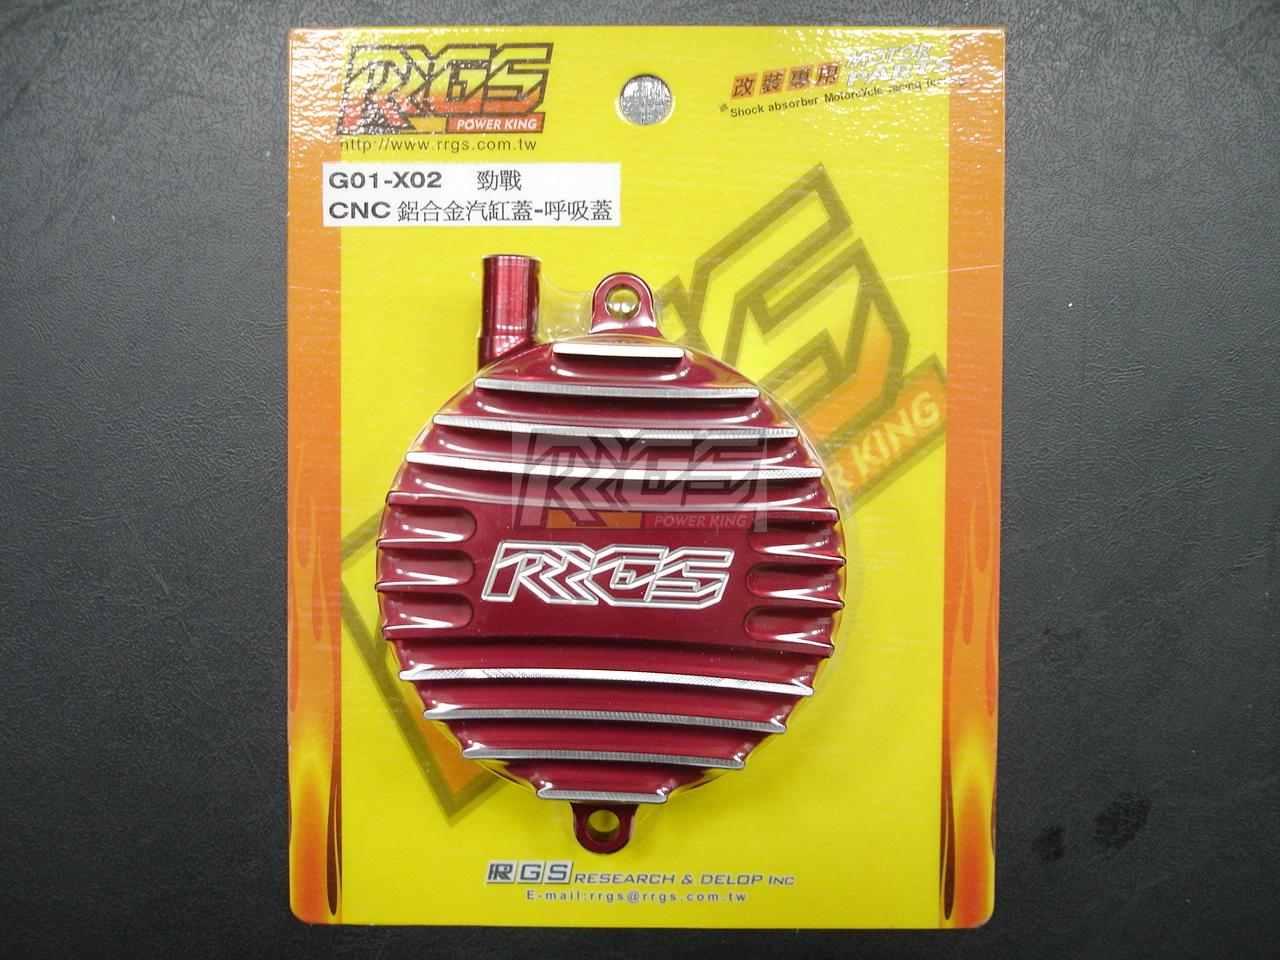 RRGS
POWER KING
http://www.rrgs.com.tw
改裝專用 MOTOR PARTS
Shock absorber Motorcycle racing
G01-X02 勁戰
CNC 鋁合金汽缸蓋-呼吸蓋
KING
RRGS
POWER KING
RRGS
RRGS RESEARCH & DELOP INC
E-mail:rrgs@rrgs.com.tw